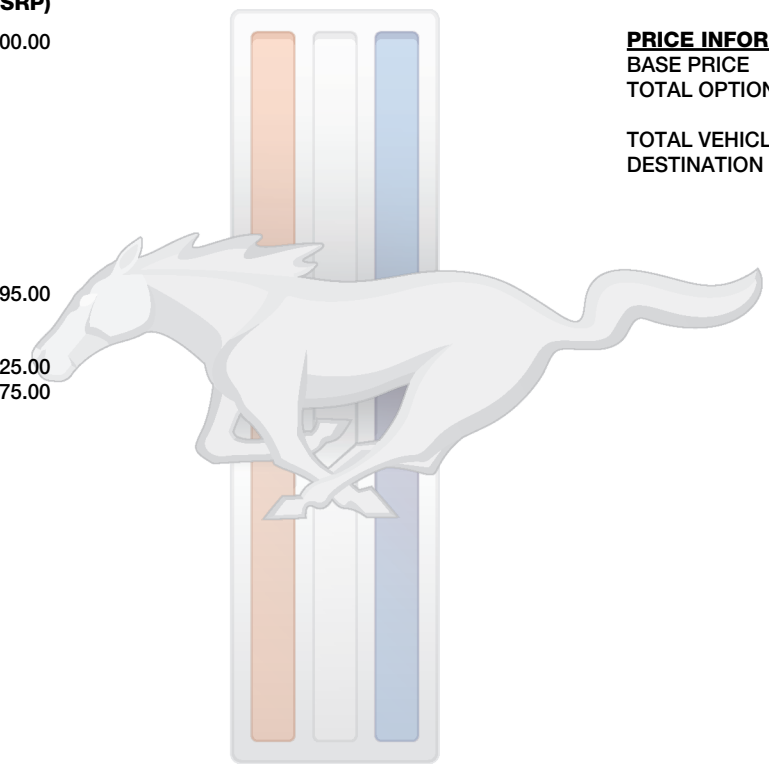 SRP)
00.00
95.00
25.00
75.00
PRICE INFOR
BASE PRICE
TOTAL OPTION
TOTAL VEHICL
DESTINATION